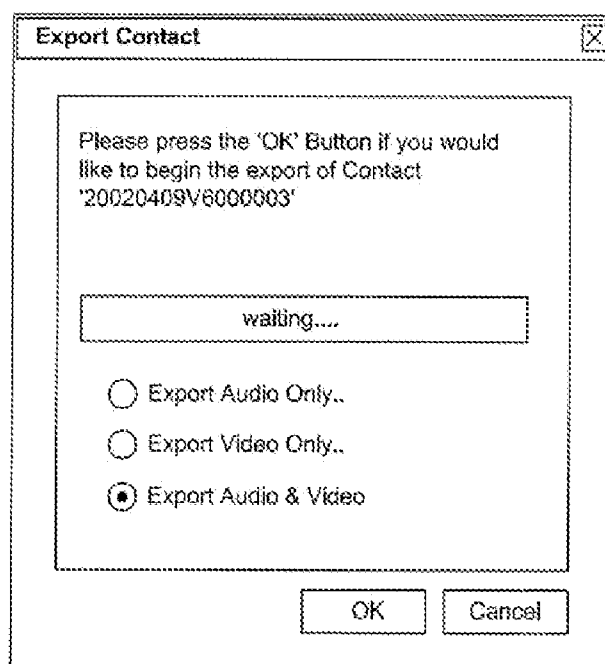 Export Contact
Please press the 'OK' Button if you would
like to begin the export of Contact
'20020409V6000003'
waiting....
Export Audio Only..
Export Video Only..
Export Audio & Video
OK
Cancel